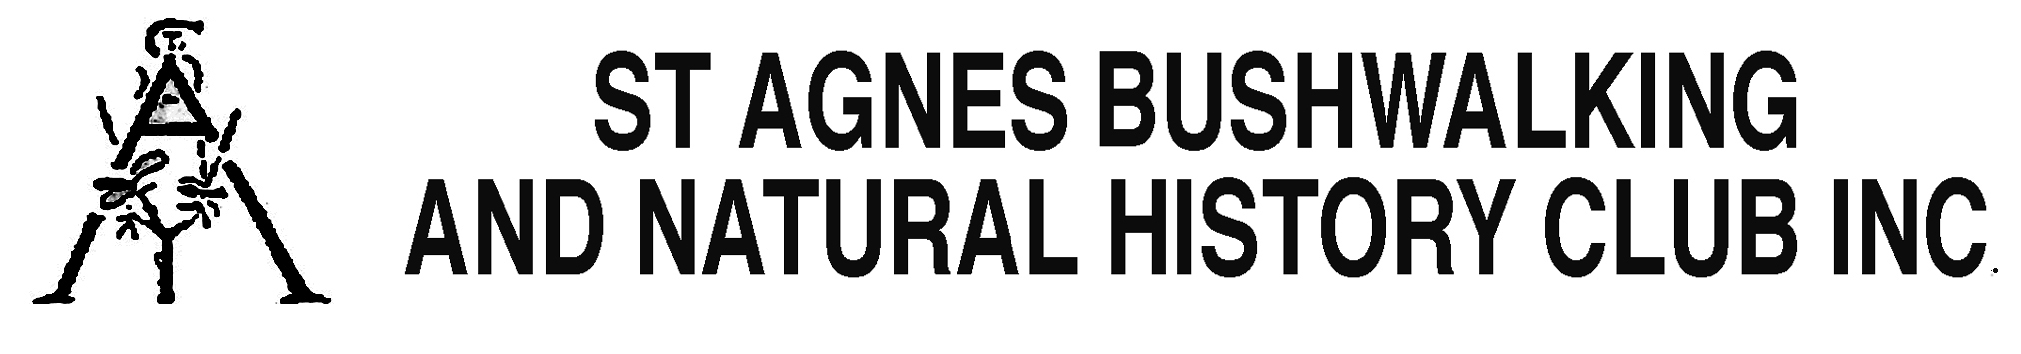 ST AGNES BUSHWALKING
AND NATURAL HISTORY CLUB INC.